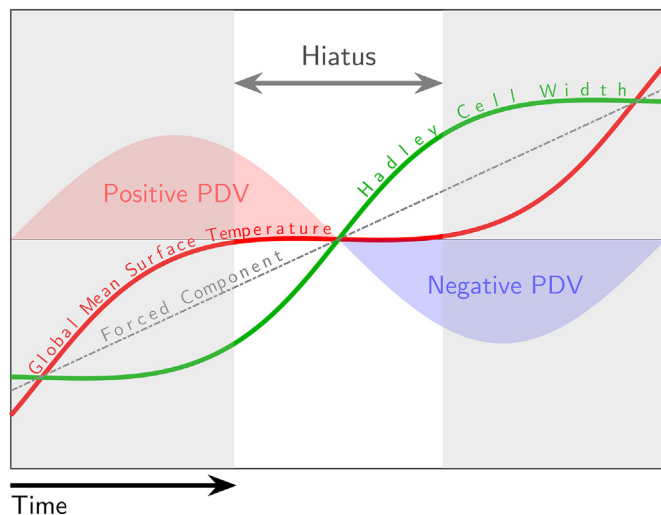 Hiatus
Hadley Cell Width
Positive PDV
Global Mean Surface Temperature
Forced Component
Negative PDV
Time